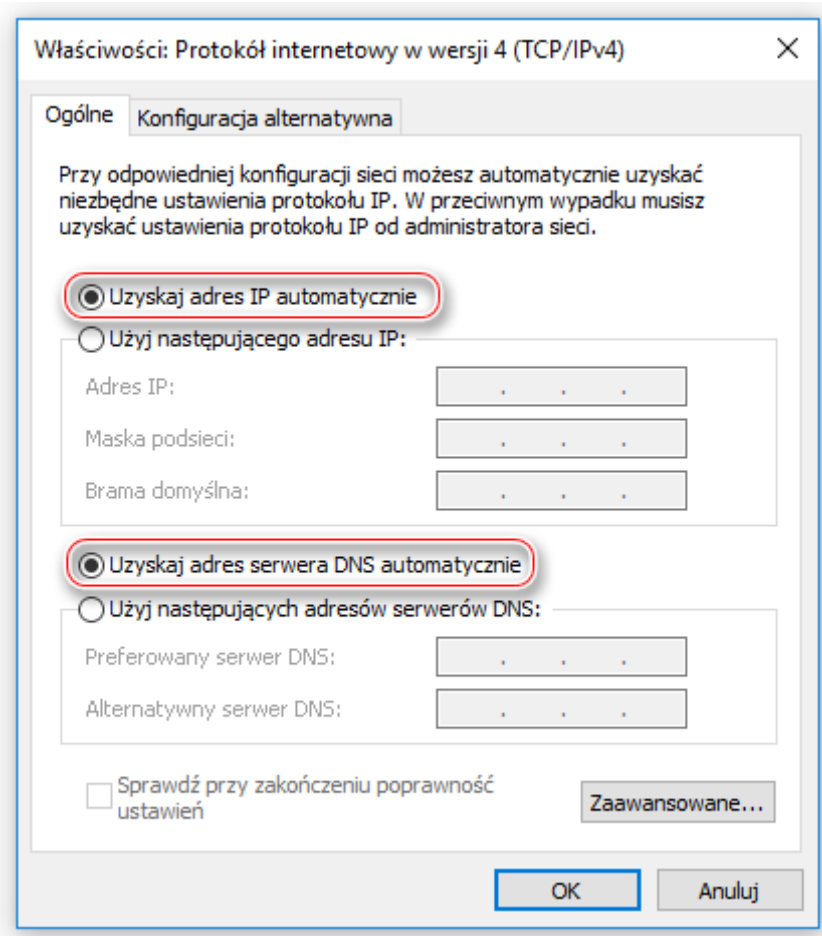 Właściwości: Protokół internetowy w wersji 4 (TCP/IPv4)
Ogólne
Konfiguracja alternatywna
Przy odpowiedniej konfiguracji sieci możesz automatycznie uzyskać
niezbędne ustawienia protokołu IP. W przeciwnym wypadku musisz
uzyskać ustawienia protokołu IP od administratora sieci.
Uzyskaj adres IP automatycznie
Użyj następującego adresu IP:
Adres IP:
Maska podsieci:
Brama domyślna:
Uzyskaj adres serwera DNS automatycznie
Użyj następujących adresów serwerów DNS:
Preferowany serwer DNS:
Alternatywny serwer DNS:
Sprawdź przy zakończeniu poprawność
ustawień
Zaawansowane...
OK
Anuluj